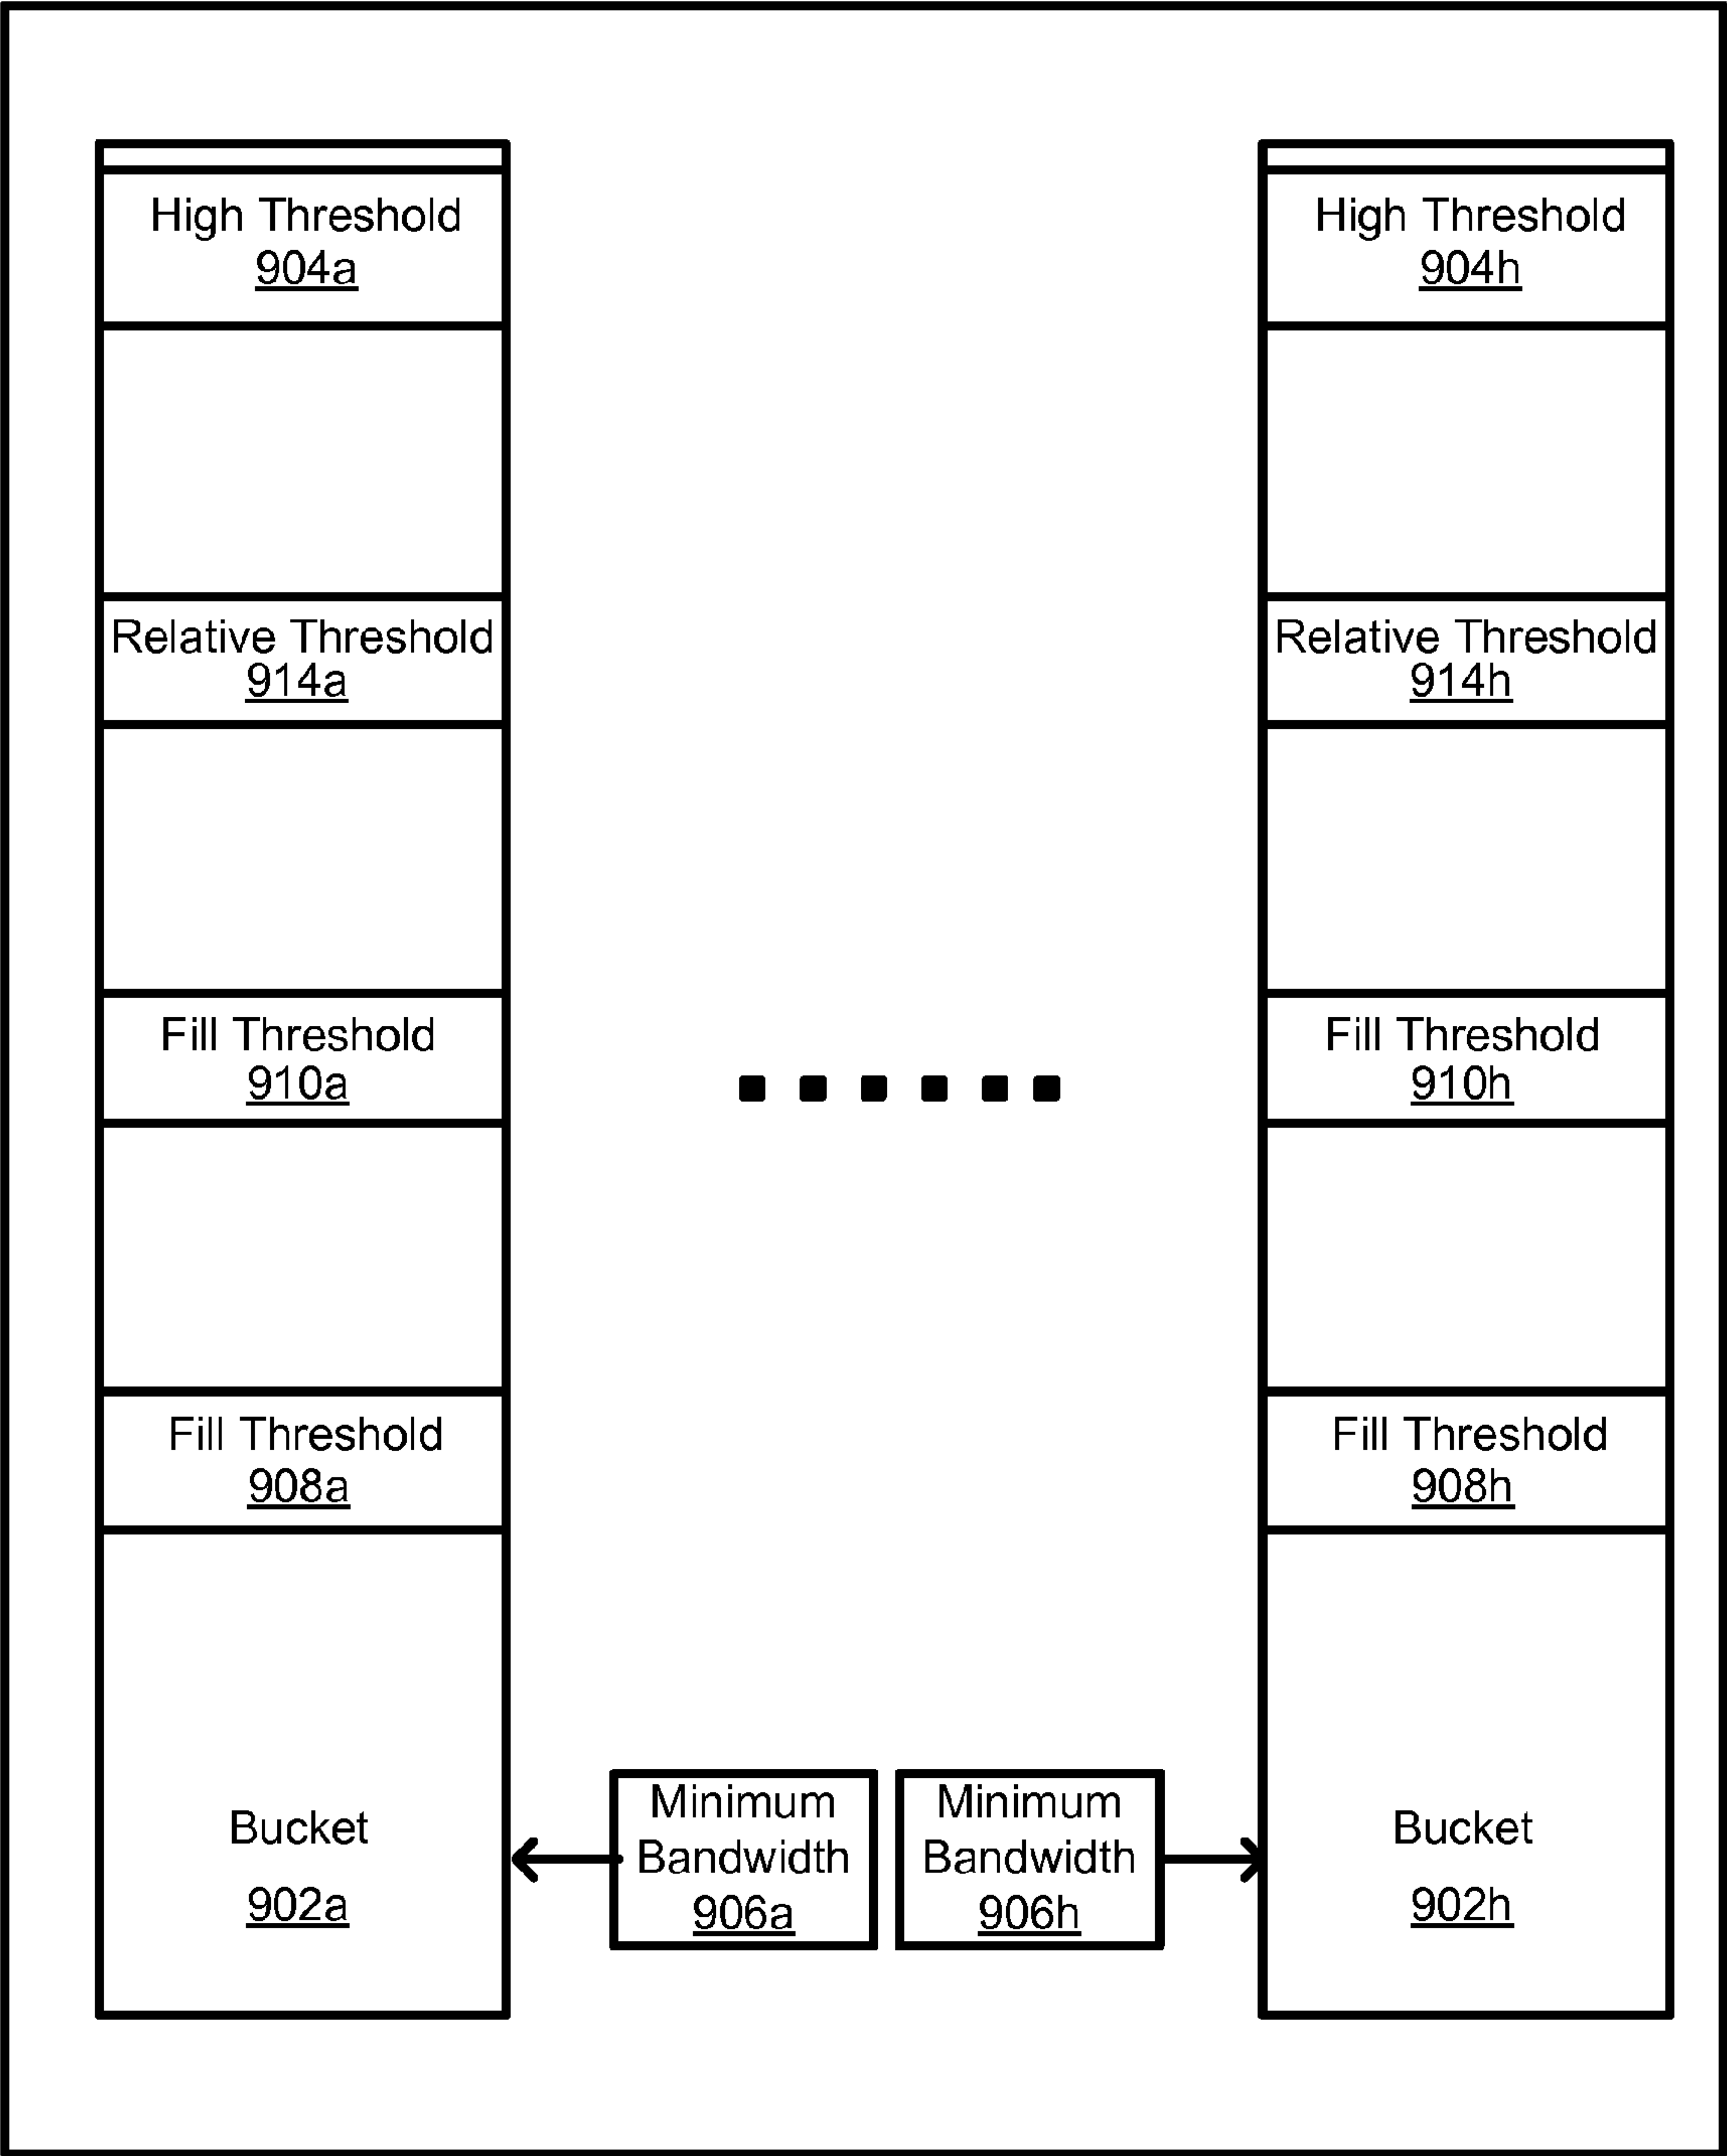 High Threshold
904a
Relative Threshold
914a
Fill Threshold
910a
Fill Threshold
908a
Bucket
902a
Minimum
Bandwidth
906a
Minimum
Bandwidth
906h
High Threshold
904h
Relative Threshold
914h
Fill Threshold
910h
Fill Threshold
908h
Bucket
902h